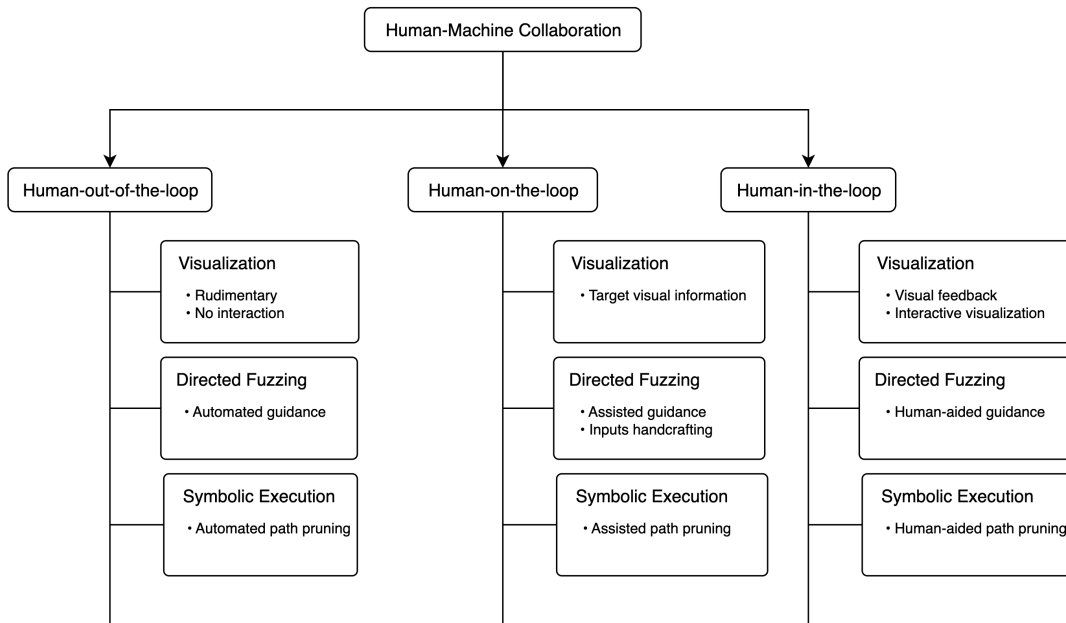 Human-Machine Collaboration
Human-out-of-the-loop
Visualization
• Rudimentary
• No interaction
Directed Fuzzing
• Automated guidance
Symbolic Execution
• Automated path pruning
Human-on-the-loop
Visualization
• Target visual information
Directed Fuzzing
• Assisted guidance
• Inputs handcrafting
Symbolic Execution
• Assisted path pruning
Human-in-the-loop
Visualization
• Visual feedback
• Interactive visualization
Directed Fuzzing
• Human-aided guidance
Symbolic Execution
• Human-aided path pruning